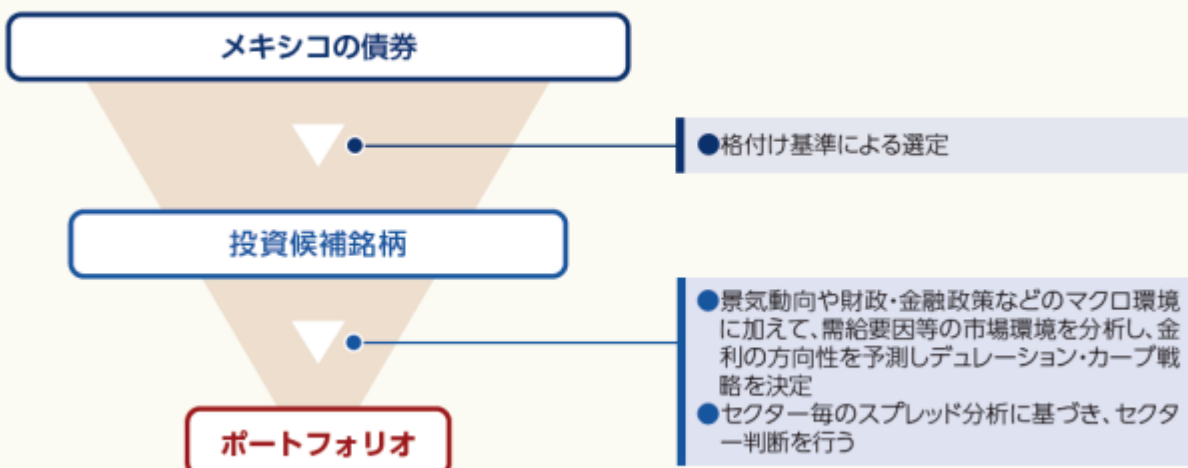 メキシコの債券
●格付け基準による選定
投資候補銘柄
●景気動向や財政・金融政策などのマクロ環境
に加えて、需給要因等の市場環境を分析し、金
利の方向性を予測しデュレーション・カーブ戦
略を決定
●セクター毎のスプレッド分析に基づき、セクタ
ー判断を行う
ポートフォリオ